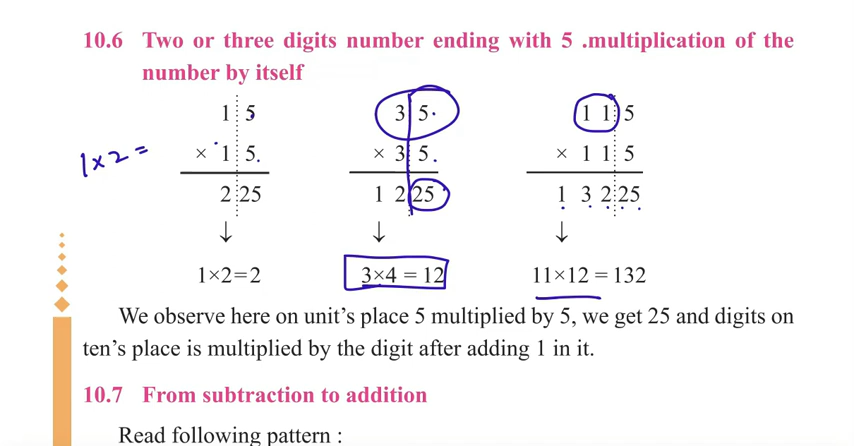 10.6 Two or three digits number ending with 5 .multiplication of the
number by itself
1 5 3 5 1 1 5
1 x 2 =
× 1 5 × 3 5 × 1 1 5
2 25 1 2 25 1 3 2 25
↓ ↓ ↓
1×2=2 3×4 = 12 11×12 = 132
We observe here on unit's place 5 multiplied by 5, we get 25 and digits on
ten's place is multiplied by the digit after adding 1 in it.
10.7 From subtraction to addition
Read following pattern :